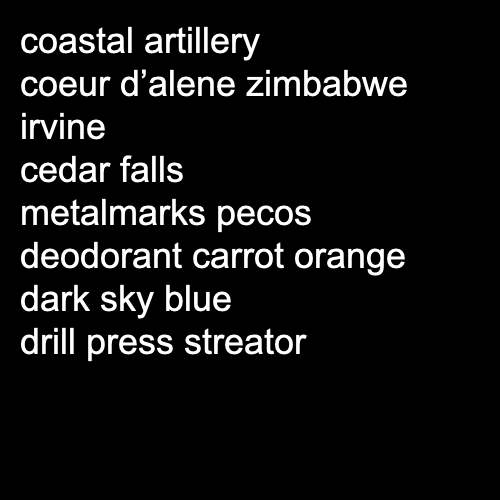 coastal artillery
coeur d’alene zimbabwe
irvine
cedar falls
metalmarks pecos
deodorant carrot orange
dark sky blue
drill press streator